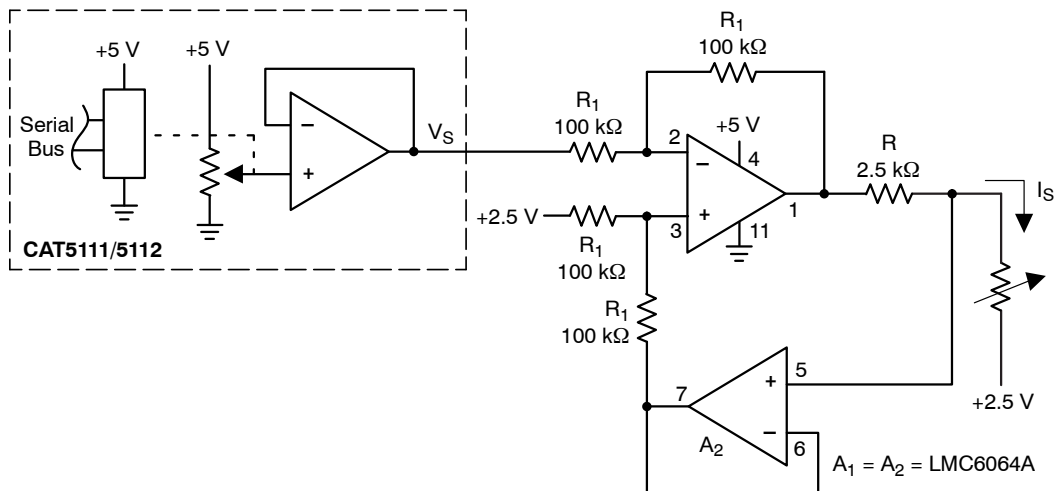 +5 V
+5 V
Serial
Bus
CAT5111/5112
−
+
V_S
R_1
100 kΩ
R_1
100 kΩ
+2.5 V
R_1
100 kΩ
R_1
100 kΩ
2
3
−
+
+5 V
4
11
1
R
2.5 kΩ
I_S
+2.5 V
7
5
+
−
6
A_2
A_1 = A_2 = LMC6064A